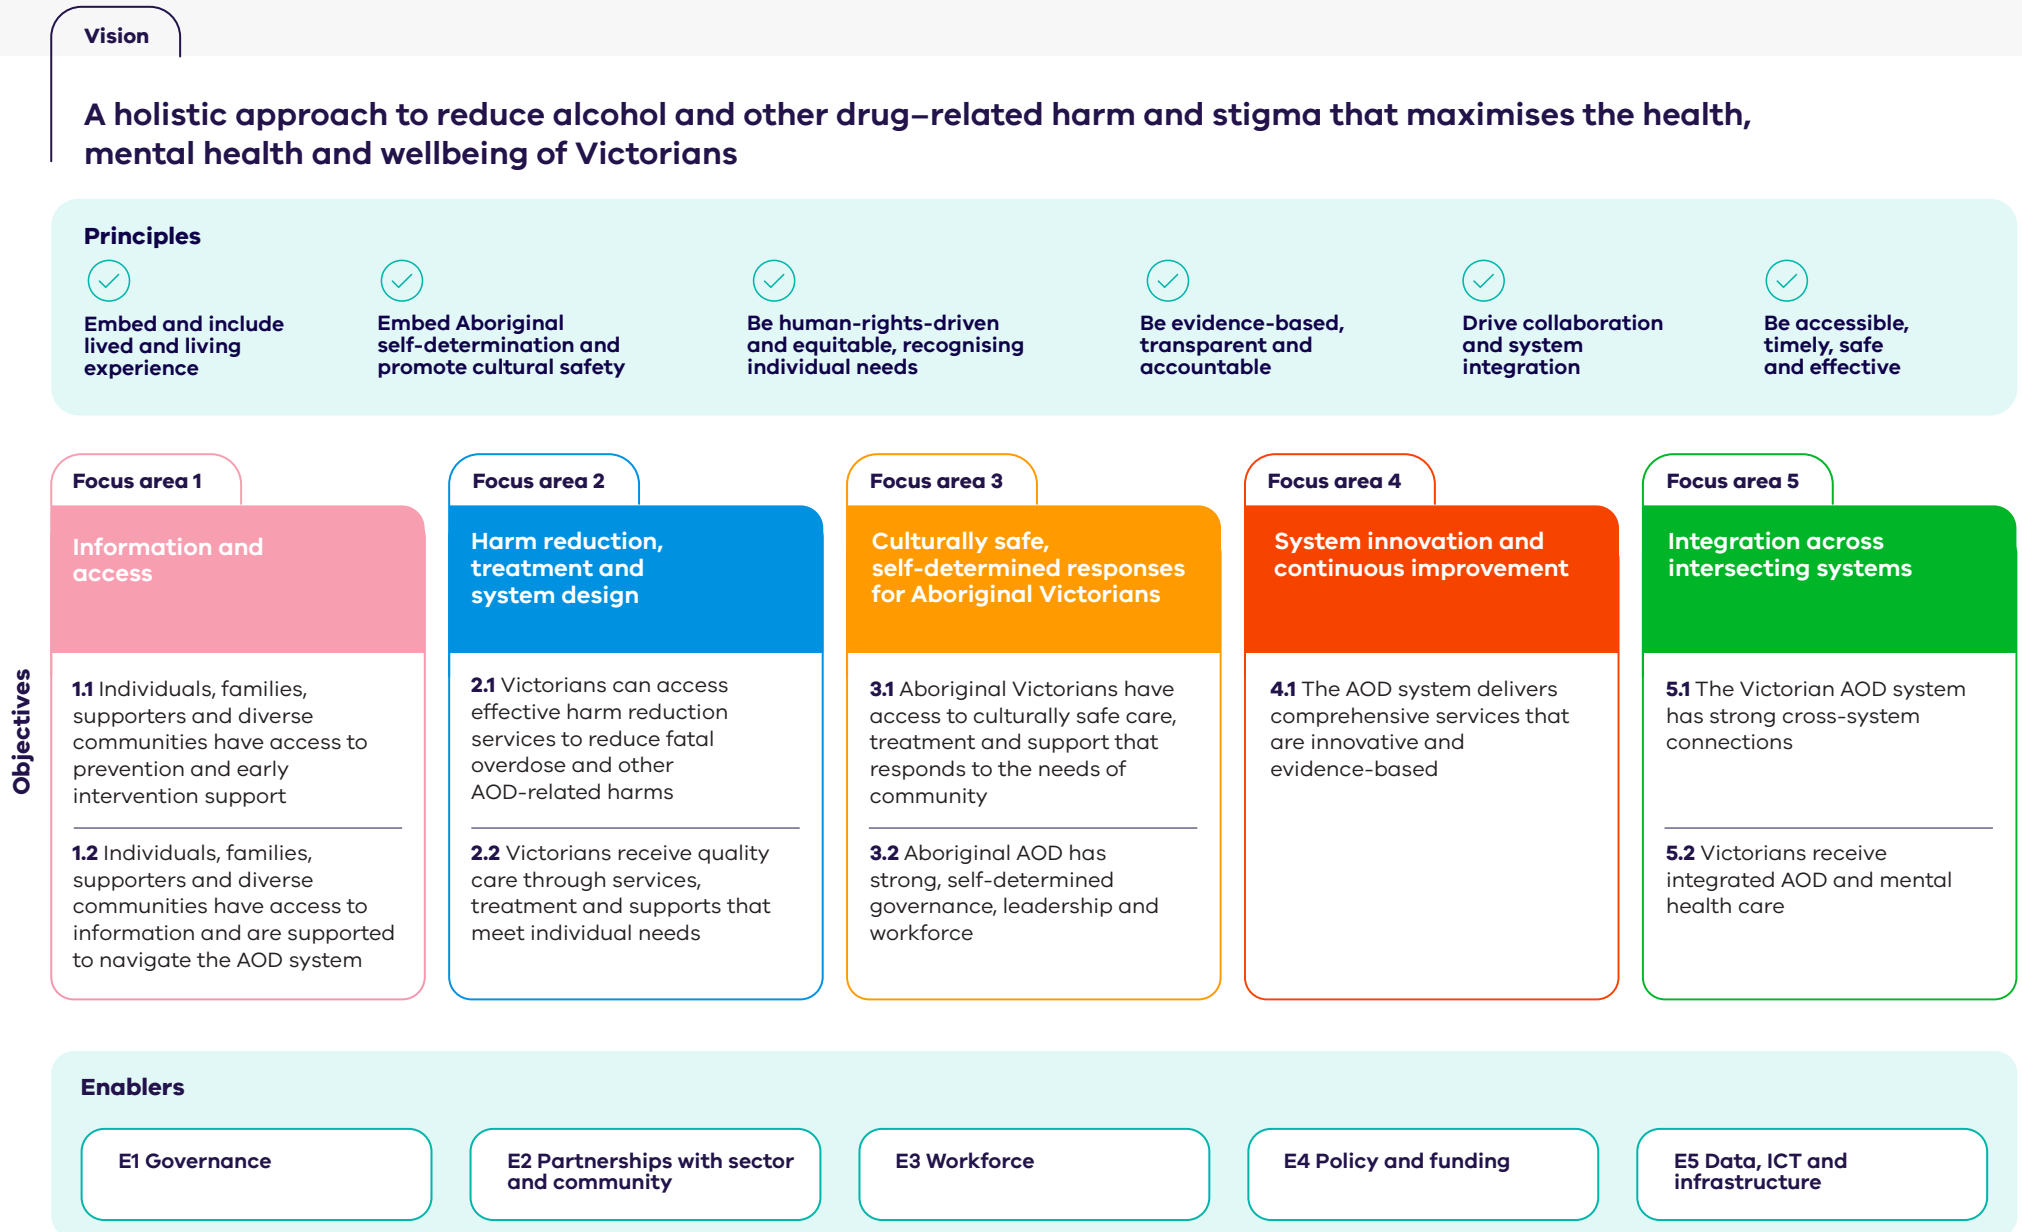 Vision
A holistic approach to reduce alcohol and other drug–related harm and stigma that maximises the health,
mental health and wellbeing of Victorians
Principles
Embed and include
lived and living
experience
Embed Aboriginal
self-determination and
promote cultural safety
Be human-rights-driven
and equitable, recognising
individual needs
Be evidence-based,
transparent and
accountable
Drive collaboration
and system
integration
Be accessible,
timely, safe
and effective
Objectives
Focus area 1
Information and
access
1.1 Individuals, families,
supporters and diverse
communities have access to
prevention and early
intervention support
1.2 Individuals, families,
supporters and diverse
communities have access to
information and are supported
to navigate the AOD system
Focus area 2
Harm reduction,
treatment and
system design
2.1 Victorians can access
effective harm reduction
services to reduce fatal
overdose and other
AOD-related harms
2.2 Victorians receive quality
care through services,
treatment and supports that
meet individual needs
Focus area 3
Culturally safe,
self-determined responses
for Aboriginal Victorians
3.1 Aboriginal Victorians have
access to culturally safe care,
treatment and support that
responds to the needs of
community
3.2 Aboriginal AOD has
strong, self-determined
governance, leadership and
workforce
Focus area 4
System innovation and
continuous improvement
4.1 The AOD system delivers
comprehensive services that
are innovative and
evidence-based
Focus area 5
Integration across
intersecting systems
5.1 The Victorian AOD system
has strong cross-system
connections
5.2 Victorians receive
integrated AOD and mental
health care
Enablers
E1 Governance
E2 Partnerships with sector
and community
E3 Workforce
E4 Policy and funding
E5 Data, ICT and
infrastructure